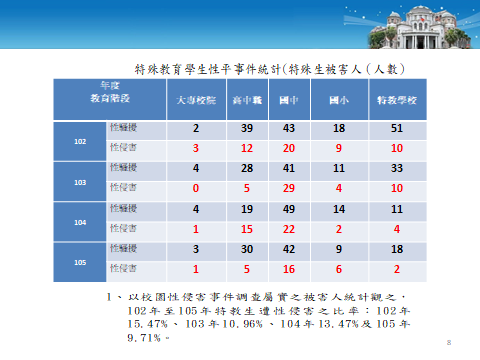 特殊教育學生性平事件統計(特殊生被害人(人數)
年度
教育階段 大專校院 高中職 國中 國小 特教學校
102 性騷擾 2 39 43 18 51
性侵害 3 12 20 9 10
103 性騷擾 4 28 41 11 33
性侵害 0 5 29 4 10
104 性騷擾 4 19 49 14 11
性侵害 1 15 22 2 4
105 性騷擾 3 30 42 9 18
性侵害 1 5 16 6 2
1、以校園性侵害事件調查屬實之被害人統計觀之，
102年至105年特教生遭性侵害之比率：102年
15.47%、103年10.96%、104年13.47%及105年
9.71%。
8